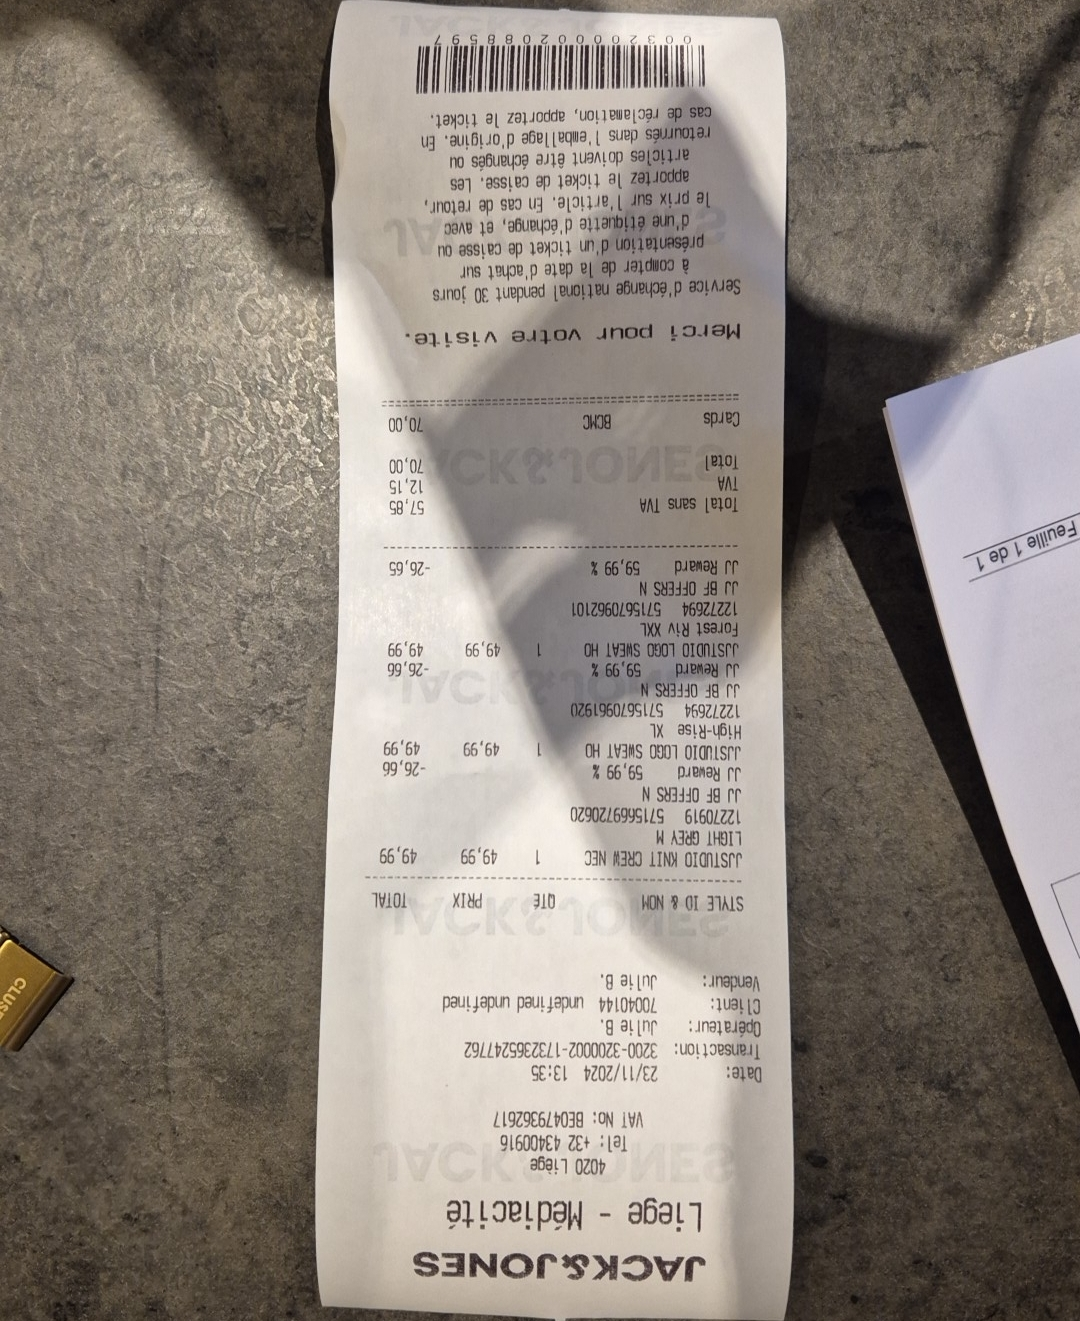 JACK&JONES
Liege - Médiacité
4020 Liège
Tel: +32 43400916
VAT No: BE0479362617
Date: 23/11/2024 13:35
Transaction: 3200-3200002-1732365247762
Opérateur: Julie B.
Client: 70040144 undefined undefined
Vendeur: Julie B.
STYLE ID & NOM QTÉ PRIX TOTAL
JJSTUDIO KNIT CREW NEC 1 49,99 49,99
LIGHT GREY M
12270919 5715669720620
JJ BF OFFERS N
JJ Reward 59,99 % -26,66
JJSTUDIO LOGO SWEAT HO 1 49,99 49,99
High-Rise XL
12272694 5715670961920
JJ BF OFFERS N
JJ Reward 59,99 % -26,66
JJSTUDIO LOGO SWEAT HO 1 49,99 49,99
Forest Riv XXL
12272694 5715670962101
JJ BF OFFERS N
JJ Reward 59,99 % -26,65
Total sans TVA 57,85
TVA 12,15
Total 70,00
Cards BCMC 70,00
Merci pour votre visite.
Service d'échange national pendant 30 jours
à compter de la date d'achat sur
présentation d'un ticket de caisse ou
d'une étiquette d'échange, et avec
le prix sur l'article. En cas de retour,
apportez le ticket de caisse. Les
articles doivent être échangés ou
retournés dans l'emballage d'origine. En
cas de réclamation, apportez le ticket.
0032000020885 97
Feuille 1 de 1
CLUSE